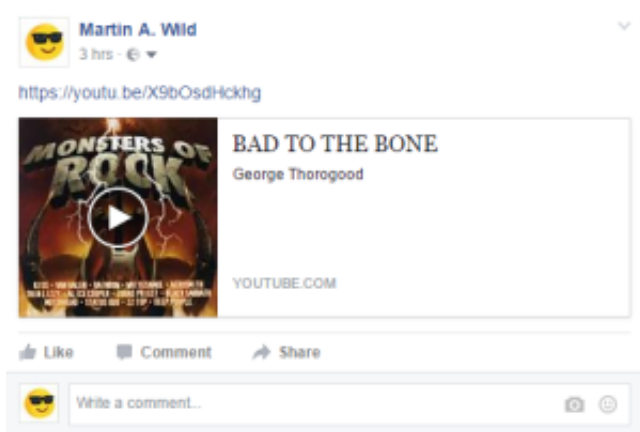 Martin A. Wild
3 hrs ·
https://youtu.be/X9bOsdHckhg
MONSTERS OF
ROCK
BAD TO THE BONE
George Thorogood
YOUTUBE.COM
Like Comment Share
Write a comment...